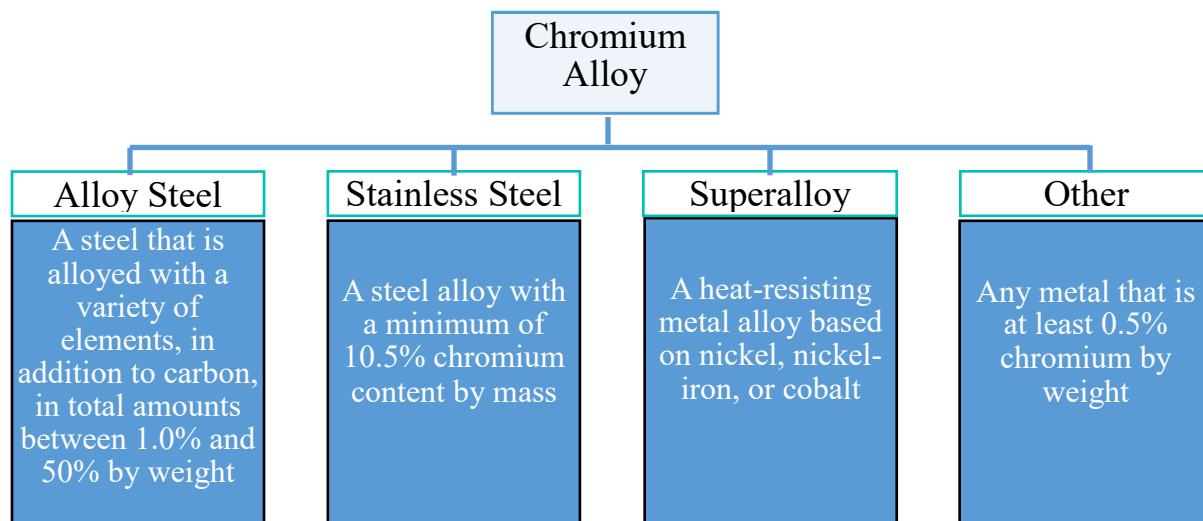 Chromium
Alloy
Alloy Steel
A steel that is
alloyed with a
variety of
elements, in
addition to carbon,
in total amounts
between 1.0% and
50% by weight
Stainless Steel
A steel alloy with
a minimum of
10.5% chromium
content by mass
Superalloy
A heat-resisting
metal alloy based
on nickel, nickel-
iron, or cobalt
Other
Any metal that is
at least 0.5%
chromium by
weight